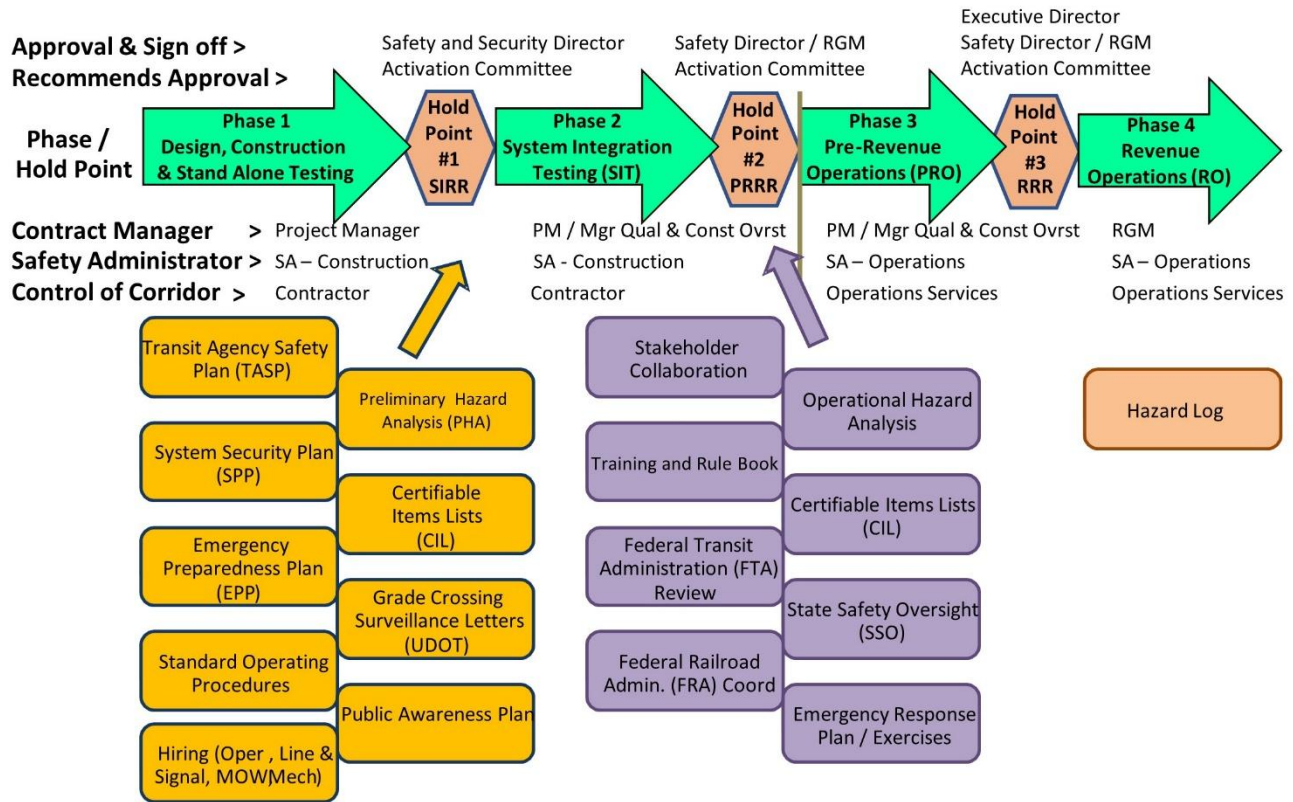 Approval & Sign off >
Recommends Approval >
Safety and Security Director
Activation Committee
Safety Director / RGM
Activation Committee
Executive Director
Safety Director / RGM
Activation Committee
Phase /
Hold Point
Phase 1
Design, Construction
& Stand Alone Testing
Hold
Point
#1
SIRR
Phase 2
System Integration
Testing (SIT)
Hold
Point
#2
PRRR
Phase 3
Pre-Revenue
Operations (PRO)
Hold
Point
#3
RRR
Phase 4
Revenue
Operations (RO)
Contract Manager >
Safety Administrator >
Control of Corridor >
Project Manager
SA – Construction
Contractor
PM / Mgr Qual & Const Ovrst
SA - Construction
Contractor
PM / Mgr Qual & Const Ovrst
SA – Operations
Operations Services
RGM
SA – Operations
Operations Services
Transit Agency Safety
Plan (TASP)
Preliminary Hazard
Analysis (PHA)
System Security Plan
(SPP)
Certifiable
Items Lists
(CIL)
Emergency
Preparedness Plan
(EPP)
Grade Crossing
Surveillance Letters
(UDOT)
Standard Operating
Procedures
Public Awareness Plan
Hiring (Oper , Line &
Signal, MOW,Mech)
Stakeholder
Collaboration
Operational Hazard
Analysis
Training and Rule Book
Certifiable Items Lists
(CIL)
Federal Transit
Administration (FTA)
Review
State Safety Oversight
(SSO)
Federal Railroad
Admin. (FRA) Coord
Emergency Response
Plan / Exercises
Hazard Log